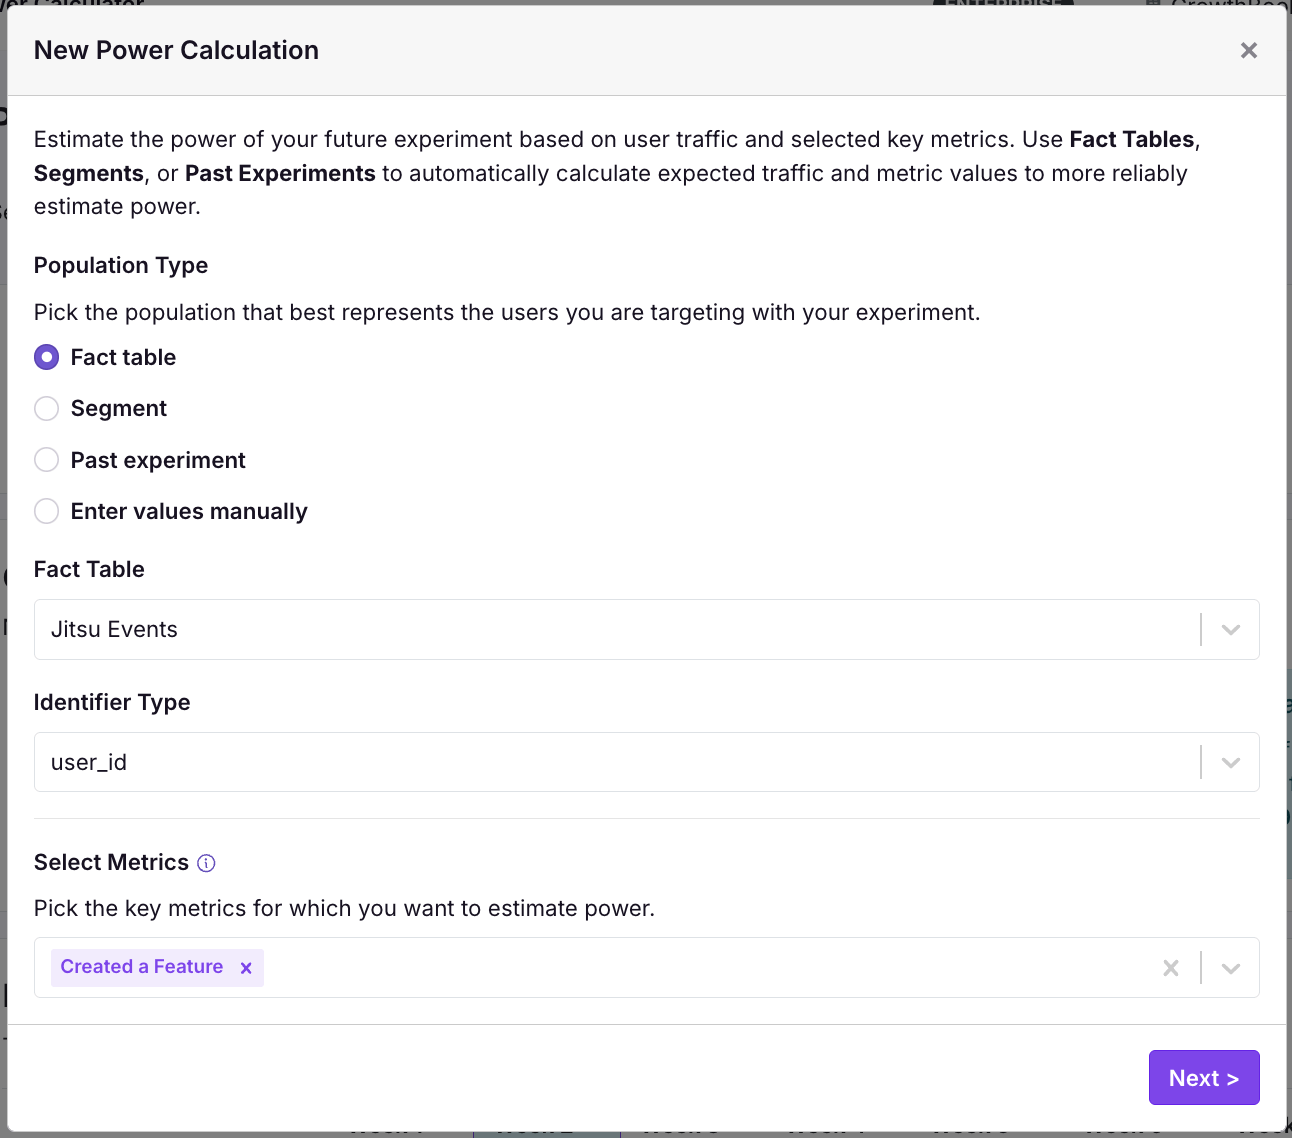 New Power Calculation
Estimate the power of your future experiment based on user traffic and selected key metrics. Use Fact Tables,
Segments, or Past Experiments to automatically calculate expected traffic and metric values to more reliably
estimate power.
Population Type
Pick the population that best represents the users you are targeting with your experiment.
Fact table
Segment
Past experiment
Enter values manually
Fact Table
Jitsu Events
Identifier Type
user_id
Select Metrics
Pick the key metrics for which you want to estimate power.
Created a Feature x
Next >